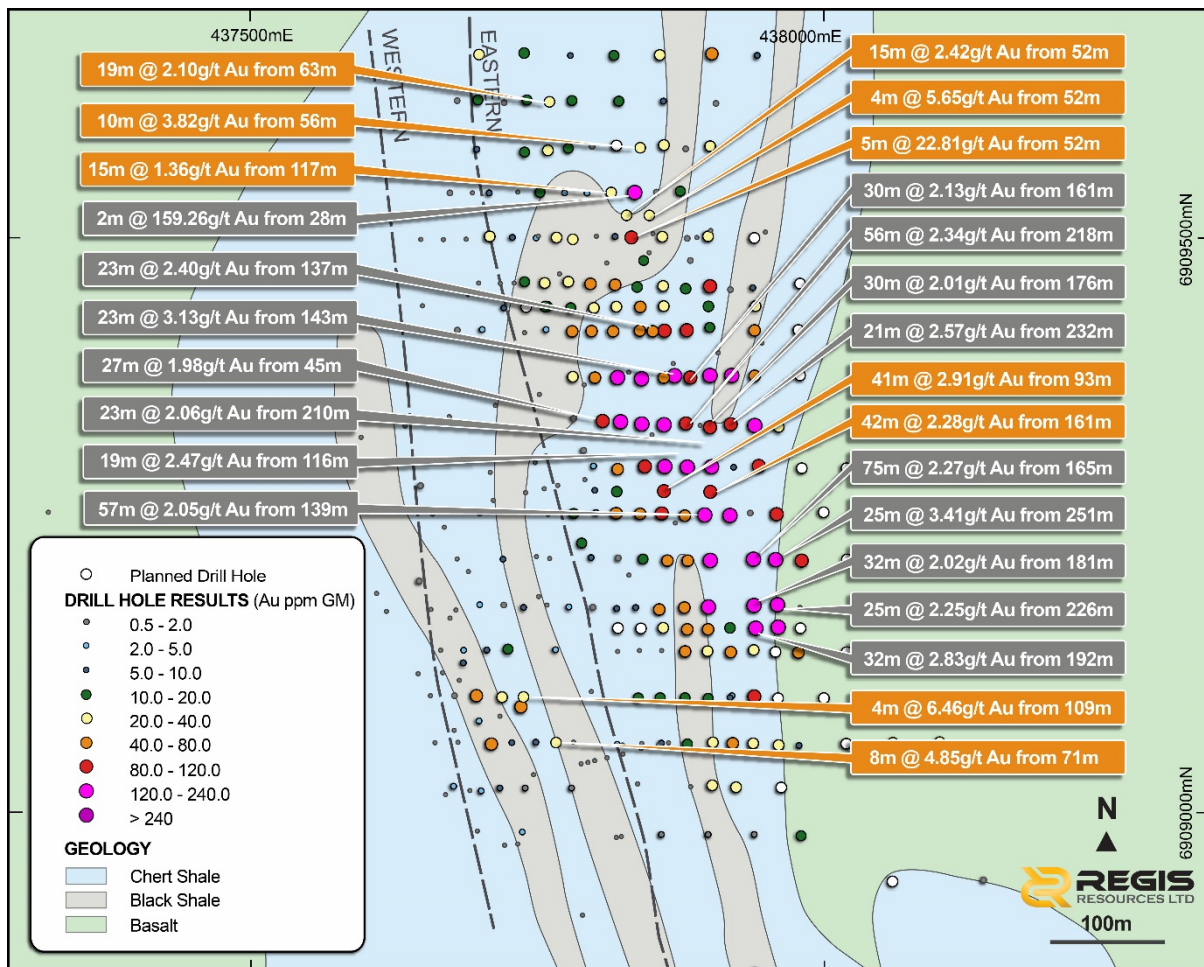 437500mE
438000mE
WESTERN
EASTERN
19m @ 2.10g/t Au from 63m
10m @ 3.82g/t Au from 56m
15m @ 1.36g/t Au from 117m
2m @ 159.26g/t Au from 28m
23m @ 2.40g/t Au from 137m
23m @ 3.13g/t Au from 143m
27m @ 1.98g/t Au from 45m
23m @ 2.06g/t Au from 210m
19m @ 2.47g/t Au from 116m
57m @ 2.05g/t Au from 139m
15m @ 2.42g/t Au from 52m
4m @ 5.65g/t Au from 52m
5m @ 22.81g/t Au from 52m
30m @ 2.13g/t Au from 161m
56m @ 2.34g/t Au from 218m
30m @ 2.01g/t Au from 176m
21m @ 2.57g/t Au from 232m
41m @ 2.91g/t Au from 93m
42m @ 2.28g/t Au from 161m
75m @ 2.27g/t Au from 165m
25m @ 3.41g/t Au from 251m
32m @ 2.02g/t Au from 181m
25m @ 2.25g/t Au from 226m
32m @ 2.83g/t Au from 192m
4m @ 6.46g/t Au from 109m
8m @ 4.85g/t Au from 71m
6909500mN
6909000mN
Planned Drill Hole
DRILL HOLE RESULTS (Au ppm GM)
0.5 - 2.0
2.0 - 5.0
5.0 - 10.0
10.0 - 20.0
20.0 - 40.0
40.0 - 80.0
80.0 - 120.0
120.0 - 240.0
> 240
GEOLOGY
Chert Shale
Black Shale
Basalt
N
REGIS
RESOURCES LTD
100m